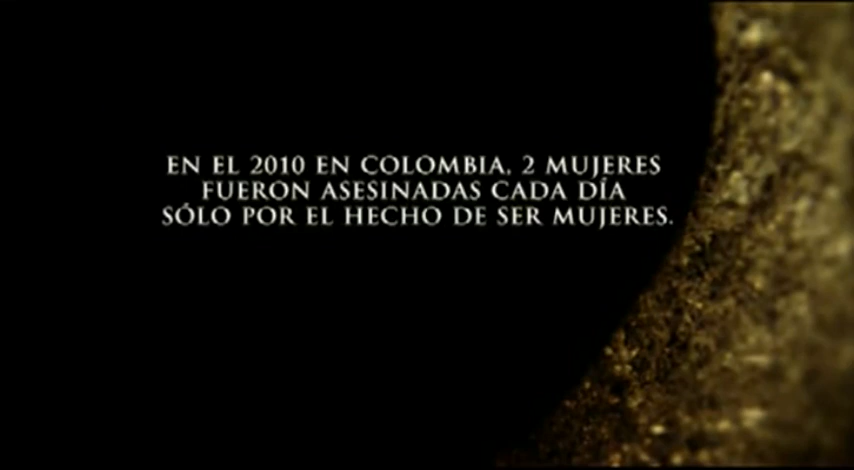 EN EL 2010 EN COLOMBIA, 2 MUJERES
FUERON ASESINADAS CADA DÍA
SÓLO POR EL HECHO DE SER MUJERES.